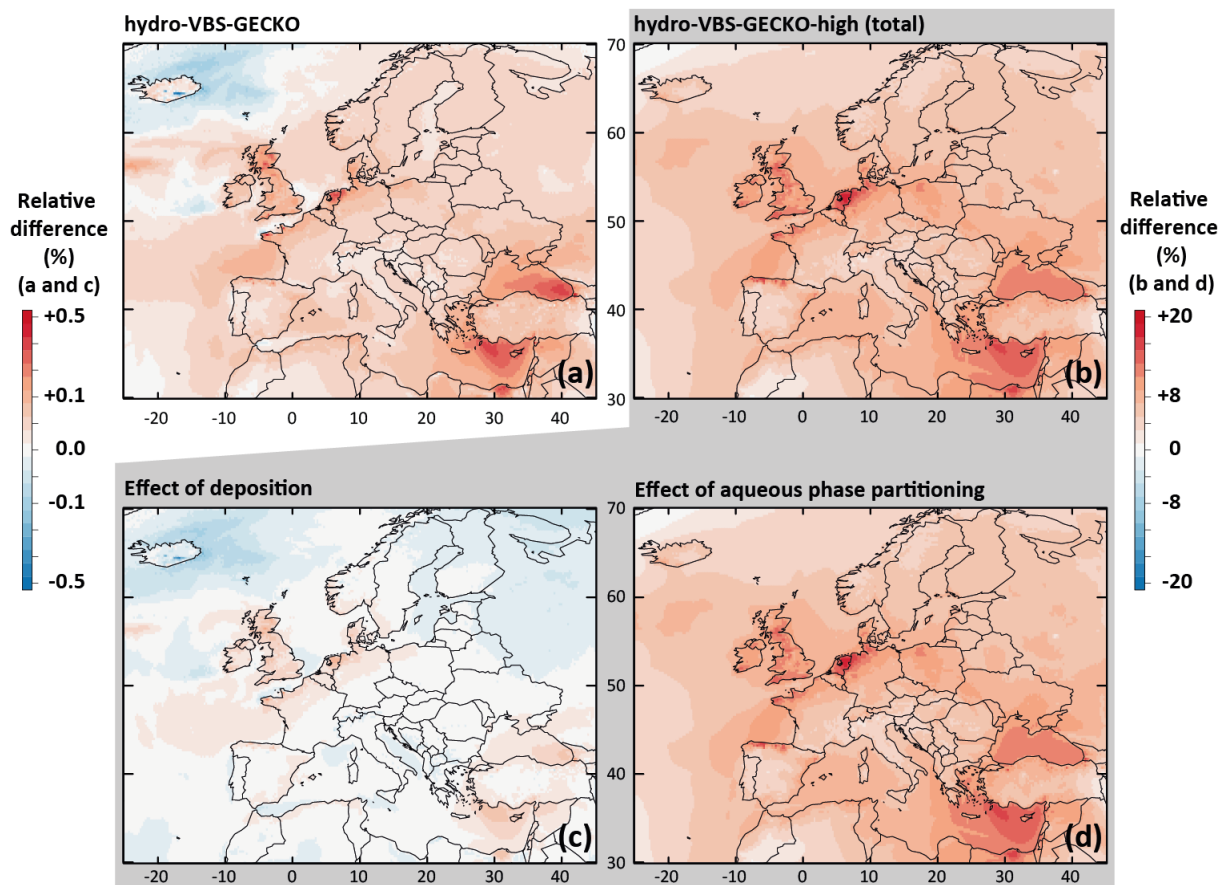 hydro-VBS-GECKO
hydro-VBS-GECKO-high (total)
70
60
50
40
30
(a)
(b)
-20 -10 0 10 20 30 40
-20 -10 0 10 20 30 40
Relative
difference
(%)
(a and c)
+0.5
+0.1
0.0
-0.1
-0.5
Relative
difference
(%)
(b and d)
+20
+8
0
-8
-20
Effect of deposition
Effect of aqueous phase partitioning
70
60
50
40
30
(c)
(d)
-20 -10 0 10 20 30 40
-20 -10 0 10 20 30 40